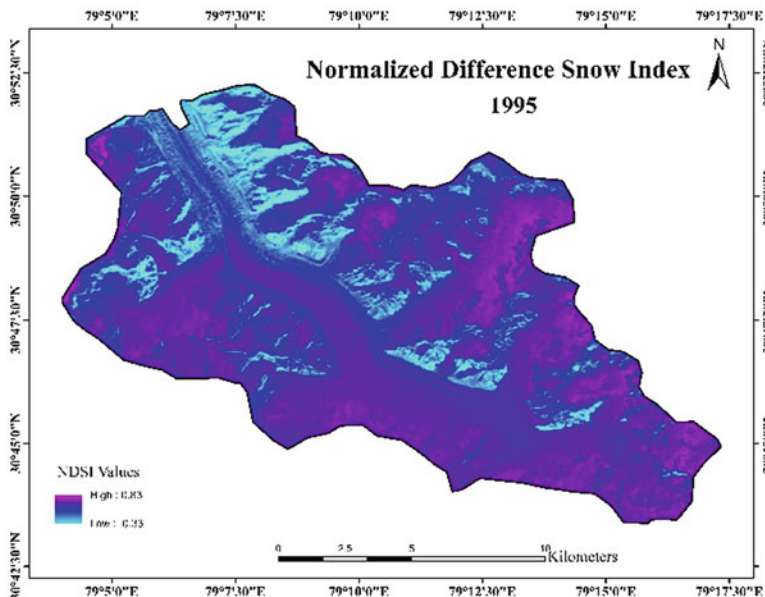 79°5'0"E 79°7'30"E 79°10'0"E 79°12'30"E 79°15'0"E 79°17'30"E
Normalized Difference Snow Index
1995
N
30°52'30"N
30°50'0"N
30°47'30"N
30°45'0"N
30°42'30"N
NDSI Values
High : 0.83
Low : -0.33
0 2.5 5 10 Kilometers
79°5'0"E 79°7'30"E 79°10'0"E 79°12'30"E 79°15'0"E 79°17'30"E